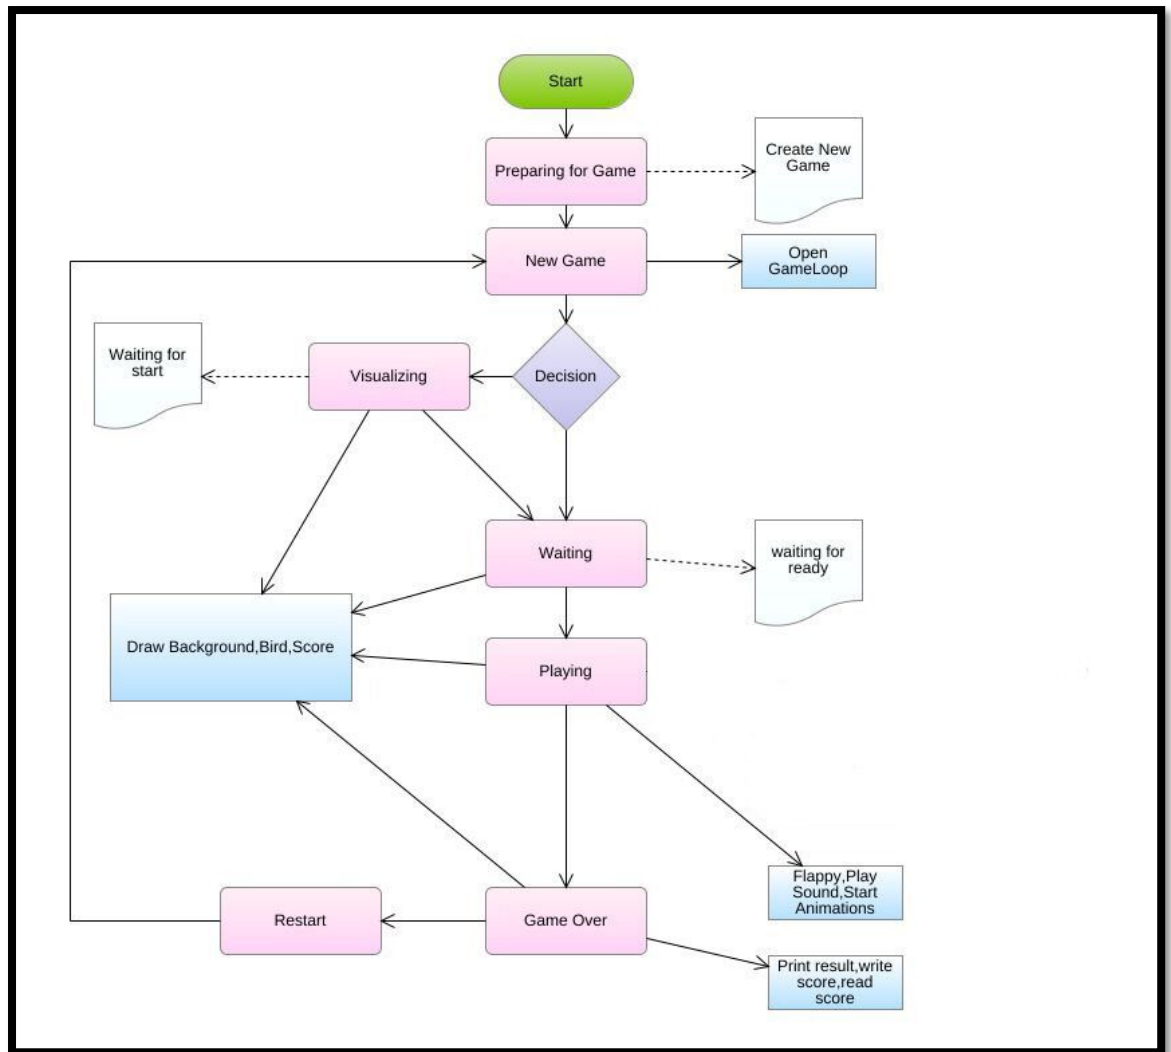 Start
Preparing for Game
Create New
Game
New Game
Open
GameLoop
Waiting for
start
Visualizing
Decision
Waiting
waiting for
ready
Draw Background,Bird,Score
Playing
Flappy,Play
Sound,Start
Animations
Restart
Game Over
Print result,write
score,read
score